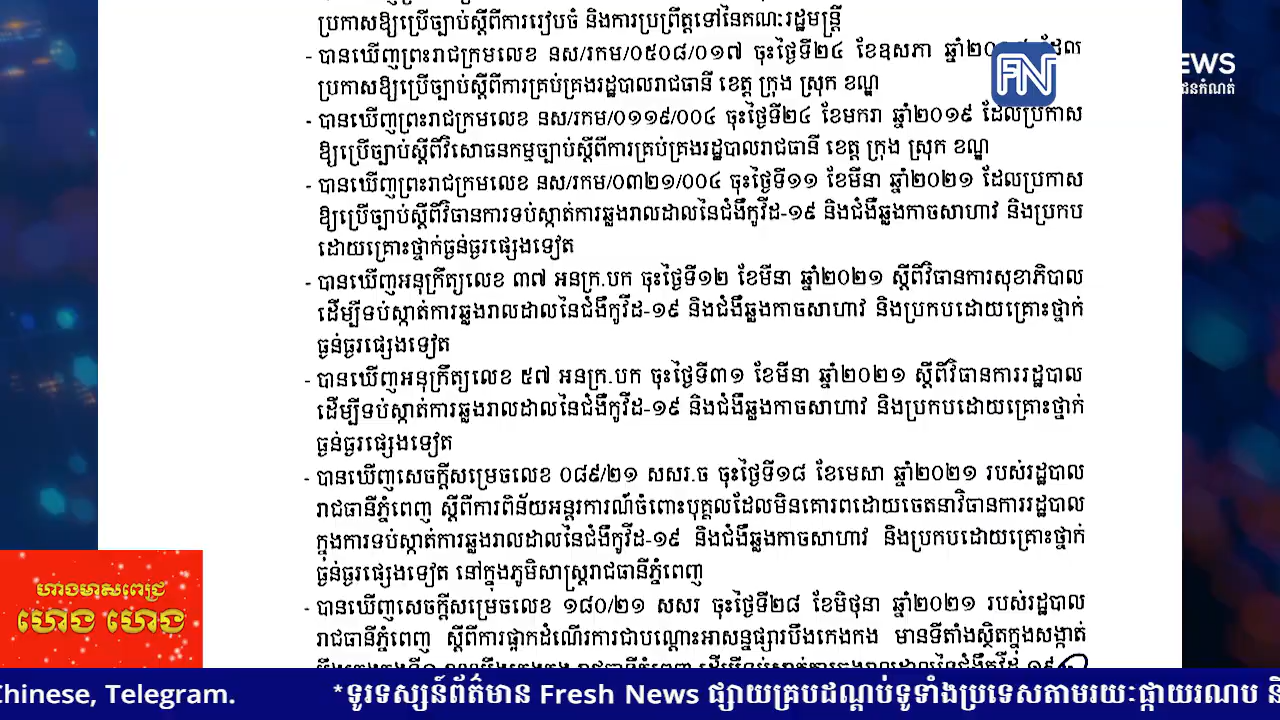 ប្រកាសឱ្យប្រើច្បាប់ស្តីពីការរៀបចំ និងការប្រព្រឹត្តទៅនៃគណៈរដ្ឋមន្ត្រី
- បានឃើញព្រះរាជក្រមលេខ នស/រកម/០៥០៨/០១៧ ចុះថ្ងៃទី២៤ ខែឧសភា ឆ្នាំ
ប្រកាសឱ្យប្រើច្បាប់ស្តីពីការគ្រប់គ្រងរដ្ឋបាលរាជធានី ខេត្ត ក្រុង ស្រុក ខណ្ឌ
- បានឃើញព្រះរាជក្រមលេខ នស/រកម/០១១៩/០០៤ ចុះថ្ងៃទី២៤ ខែមករា ឆ្នាំ២០១៩ ដែលប្រកាស
ឱ្យប្រើច្បាប់ស្តីពីវិសោធនកម្មច្បាប់ស្តីពីការគ្រប់គ្រងរដ្ឋបាលរាជធានី ខេត្ត ក្រុង ស្រុក ខណ្ឌ
- បានឃើញព្រះរាជក្រមលេខ នស/រកម/០៣២១/០០៤ ចុះថ្ងៃទី១១ ខែមីនា ឆ្នាំ២០២១ ដែលប្រកាស
ឱ្យប្រើច្បាប់ស្តីពីវិធានការទប់ស្កាត់ការឆ្លងរាលដាលនៃជំងឺកូវីដ-១៩ និងជំងឺឆ្លងកាចសាហាវ និងប្រកប
ដោយគ្រោះថ្នាក់ធ្ងន់ធ្ងរផ្សេងទៀត
- បានឃើញអនុក្រឹត្យលេខ ៣៧ អនក្រ.បក ចុះថ្ងៃទី១២ ខែមីនា ឆ្នាំ២០២១ ស្តីពីវិធានការសុខាភិបាល
ដើម្បីទប់ស្កាត់ការឆ្លងរាលដាលនៃជំងឺកូវីដ-១៩ និងជំងឺឆ្លងកាចសាហាវ និងប្រកបដោយគ្រោះថ្នាក់
ធ្ងន់ធ្ងរផ្សេងទៀត
- បានឃើញអនុក្រឹត្យលេខ ៥៧ អនក្រ.បក ចុះថ្ងៃទី៣១ ខែមីនា ឆ្នាំ២០២១ ស្តីពីវិធានការរដ្ឋបាល
ដើម្បីទប់ស្កាត់ការឆ្លងរាលដាលនៃជំងឺកូវីដ-១៩ និងជំងឺឆ្លងកាចសាហាវ និងប្រកបដោយគ្រោះថ្នាក់
ធ្ងន់ធ្ងរផ្សេងទៀត
- បានឃើញសេចក្តីសម្រេចលេខ ០៨៩/២១ សសរ.ច ចុះថ្ងៃទី១៨ ខែមេសា ឆ្នាំ២០២១ របស់រដ្ឋបាល
រាជធានីភ្នំពេញ ស្តីពីការពិន័យអន្តរការណ៍ចំពោះបុគ្គលដែលមិនគោរពដោយចេតនាវិធានការរដ្ឋបាល
ក្នុងការទប់ស្កាត់ការឆ្លងរាលដាលនៃជំងឺកូវីដ-១៩ និងជំងឺឆ្លងកាចសាហាវ និងប្រកបដោយគ្រោះថ្នាក់
ធ្ងន់ធ្ងរផ្សេងទៀត នៅក្នុងភូមិសាស្ត្ររាជធានីភ្នំពេញ
- បានឃើញសេចក្តីសម្រេចលេខ ១៨០/២១ សសរ ចុះថ្ងៃទី២៨ ខែមិថុនា ឆ្នាំ២០២១ របស់រដ្ឋបាល
រាជធានីភ្នំពេញ ស្តីពីការផ្អាកដំណើរការជាបណ្តោះអាសន្នផ្សារបឹងកេងកង មានទីតាំងស្ថិតក្នុងសង្កាត់
FN
EWS
ជនកំណត់
ហាងមាសពេជ្រ
ហេង ហេង
Chinese, Telegram. *ទូរទស្សន៍ព័ត៌មាន Fresh News ផ្សាយគ្របដណ្តប់ទូទាំងប្រទេសតាមរយៈផ្កាយរណប និ